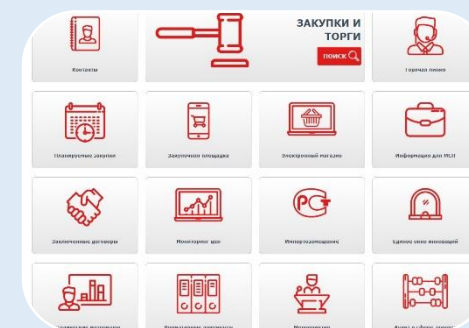 ЗАКУПКИ И
ТОРГИ
ПОИСК
Контакты
Горячая линия
Планируемые закупки
Закупочная площадка
Электронный магазин
Информация для МСП
Заключенные договоры
Мониторинг цен
РСТ
Импортозамещение
Единое окно инноваций